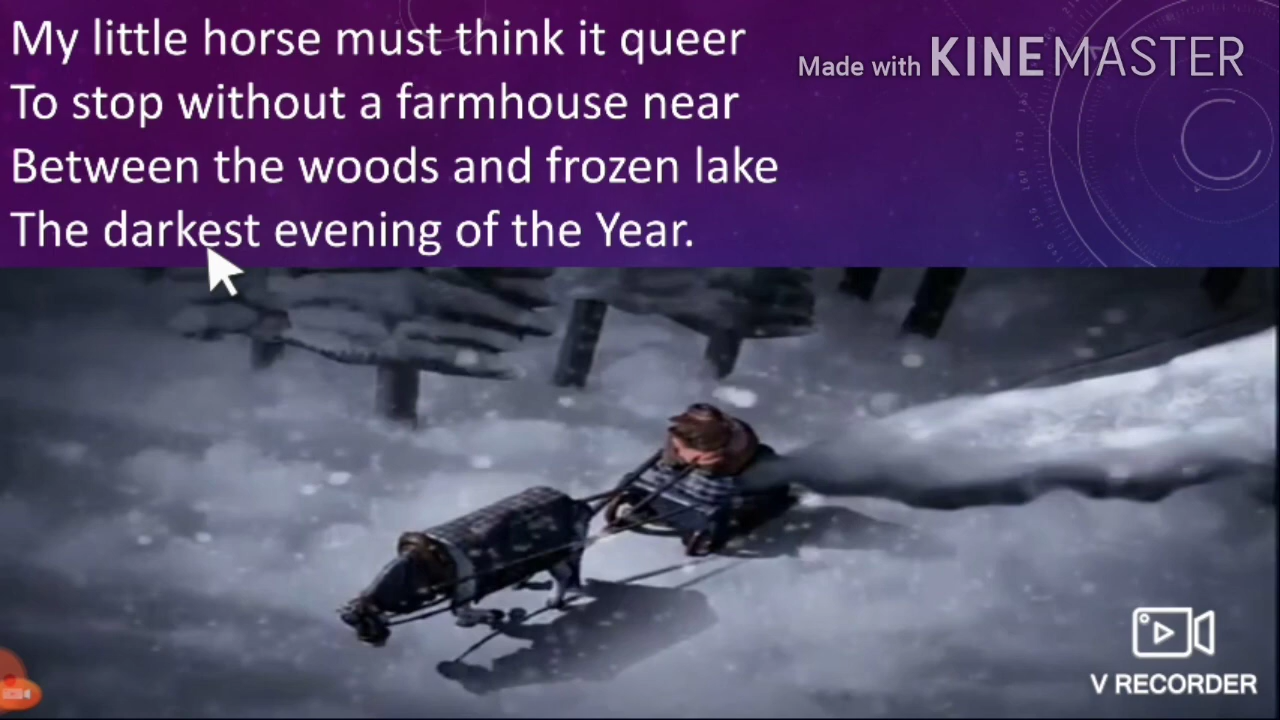 My little horse must think it queer
To stop without a farmhouse near
Between the woods and frozen lake
The darkest evening of the Year.
Made with KINEMASTER
V RECORDER